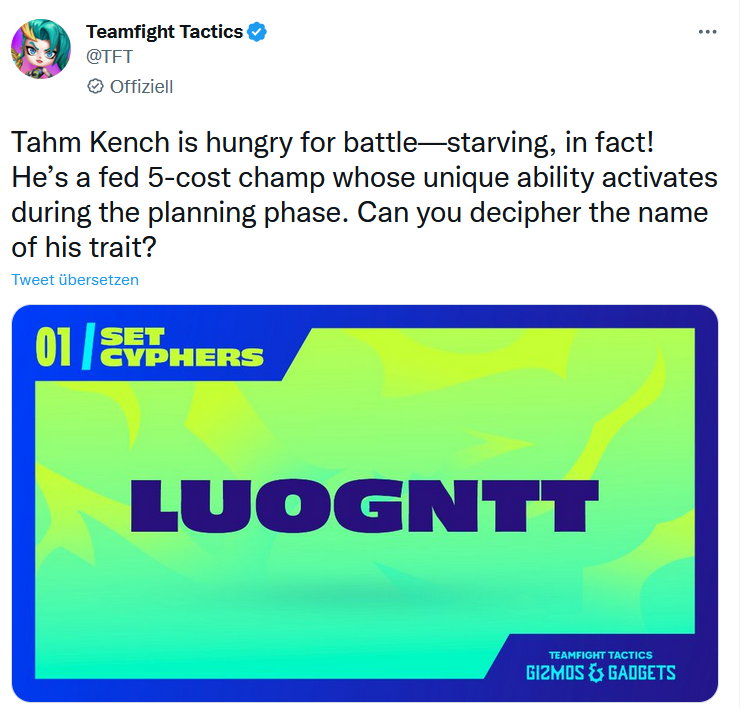 Teamfight Tactics
@TFT
Offiziell
Tahm Kench is hungry for battle—starving, in fact!
He's a fed 5-cost champ whose unique ability activates
during the planning phase. Can you decipher the name
of his trait?
Tweet übersetzen
01 / SET
CYPHERS
LUOGNTT
TEAMFIGHT TACTICS
GIZMOS & GADGETS